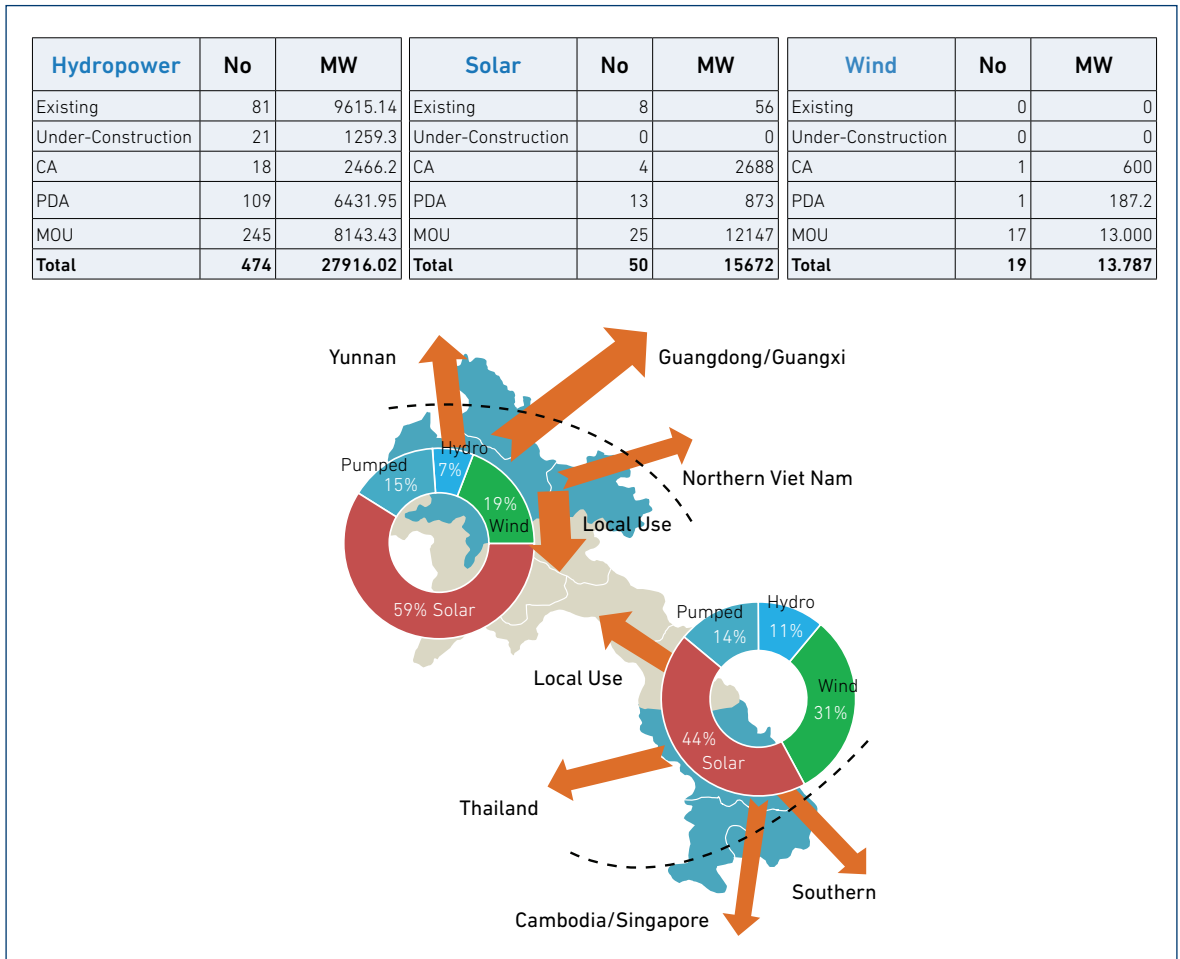 Hydropower No MW
Existing 81 9615.14
Under-Construction 21 1259.3
CA 18 2466.2
PDA 109 6431.95
MOU 245 8143.43
Total 474 27916.02
Solar No MW
Existing 8 56
Under-Construction 0 0
CA 4 2688
PDA 13 873
MOU 25 12147
Total 50 15672
Wind No MW
Existing 0 0
Under-Construction 0 0
CA 1 600
PDA 1 187.2
MOU 17 13.000
Total 19 13.787
Yunnan
Guangdong/Guangxi
Hydro
7%
Pumped
15%
19%
Wind
59% Solar
Northern Viet Nam
Local Use
Pumped
14%
Hydro
11%
Wind
31%
44%
Solar
Local Use
Thailand
Southern
Cambodia/Singapore